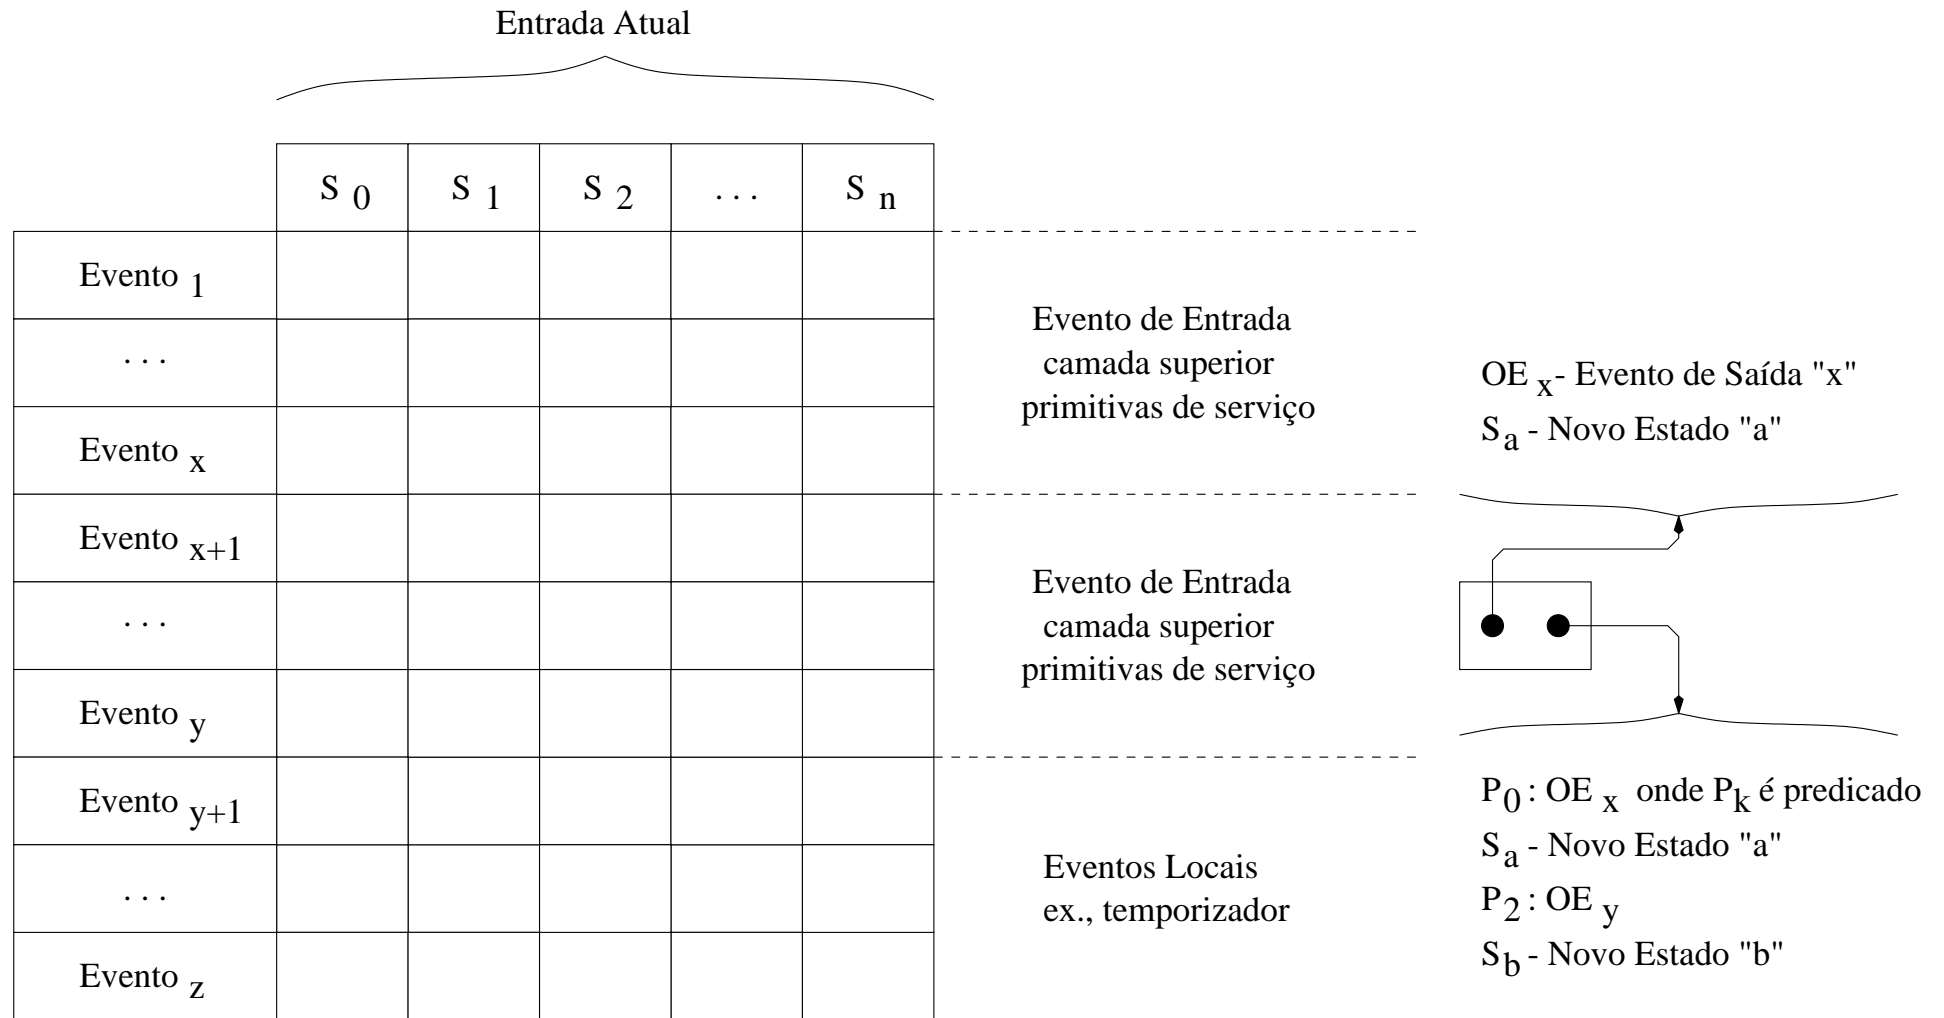 Entrada Atual
S 0 S 1 S 2 . . . S n
Evento 1
. . .
Evento x
Evento x+1
. . .
Evento y
Evento y+1
. . .
Evento z
Evento de Entrada
camada superior
primitivas de serviço
Evento de Entrada
camada superior
primitivas de serviço
Eventos Locais
ex., temporizador
OE x- Evento de Saída "x"
S a - Novo Estado "a"
P 0 : OE x onde P k é predicado
S a - Novo Estado "a"
P 2 : OE y
S b - Novo Estado "b"